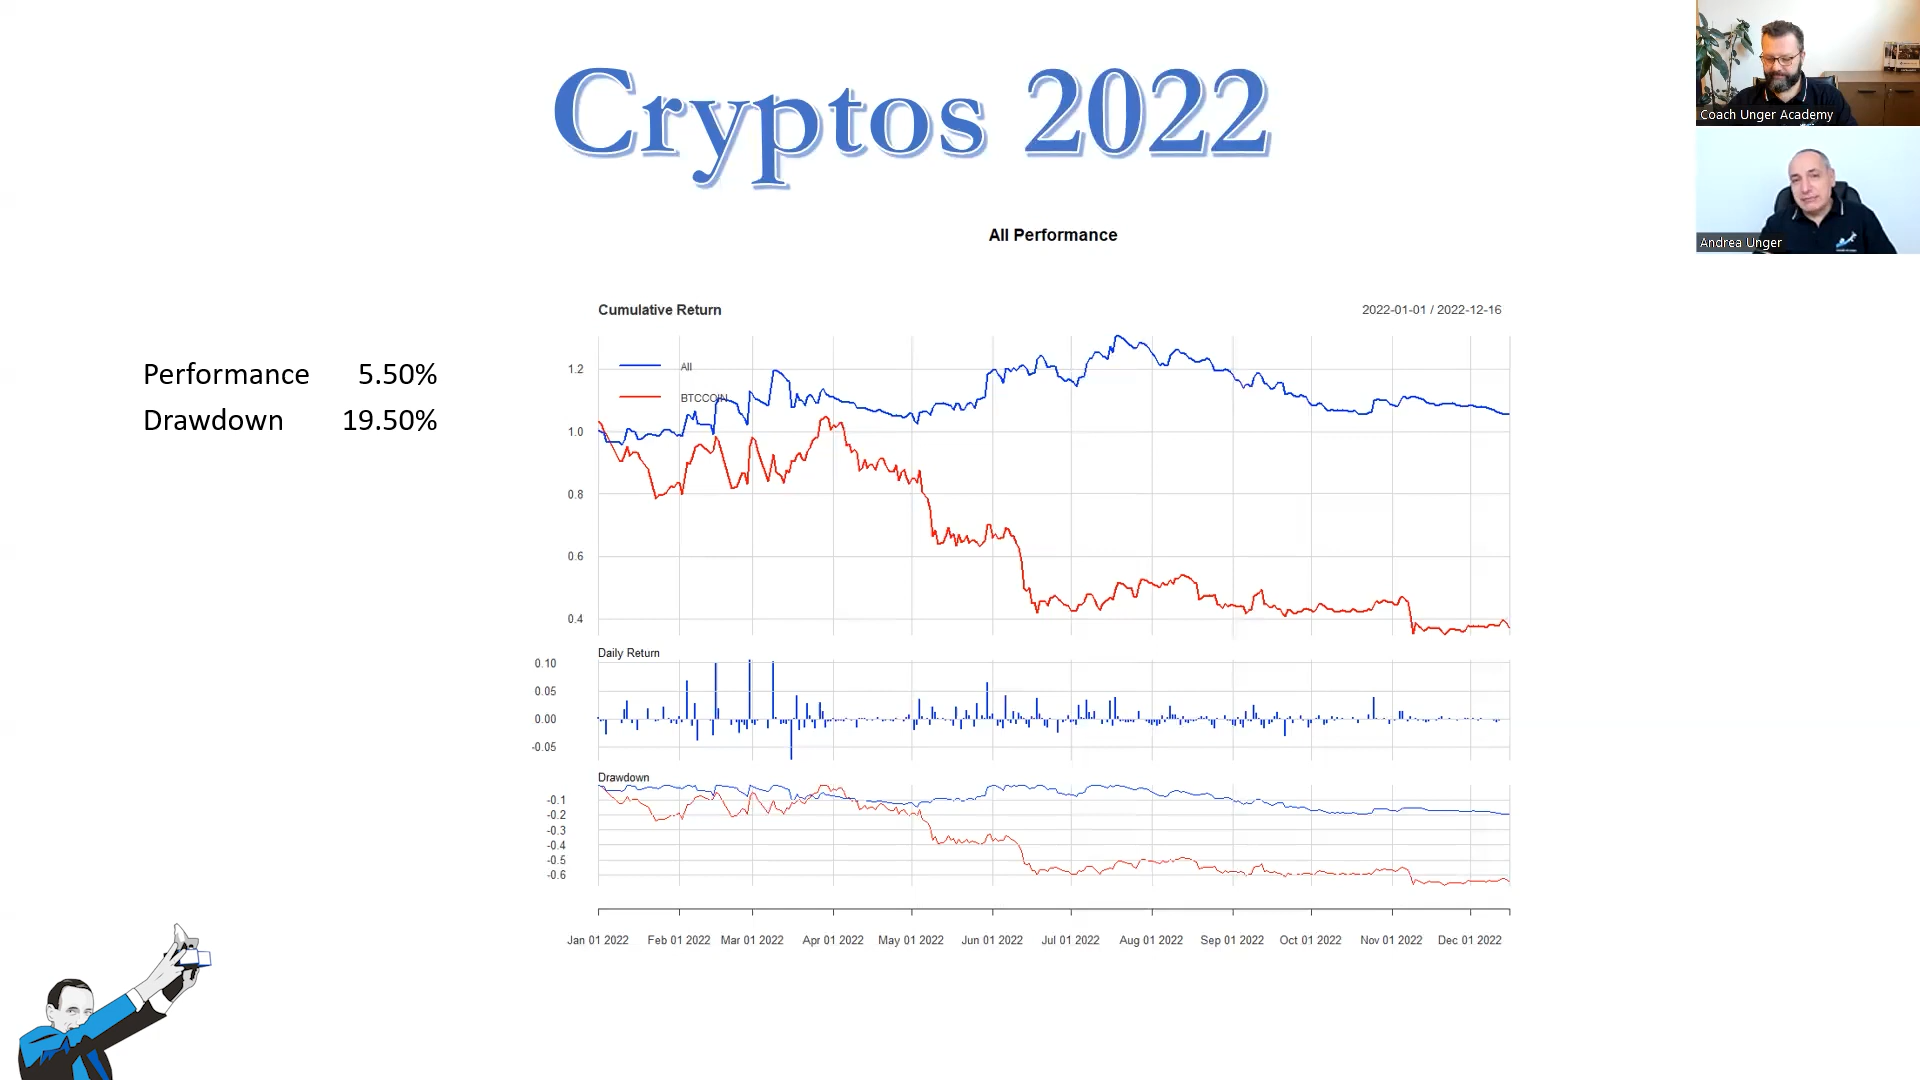 Cryptos 2022
Coach Unger Academy
Andrea Unger
All Performance
Performance 5.50%
Drawdown 19.50%
Cumulative Return
2022-01-01 / 2022-12-16
All
BTCCOIN
1.2
1.0
0.8
0.6
0.4
Daily Return
0.10
0.05
0.00
-0.05
Drawdown
-0.1
-0.2
-0.3
-0.4
-0.5
-0.6
Jan 01 2022 Feb 01 2022 Mar 01 2022 Apr 01 2022 May 01 2022 Jun 01 2022 Jul 01 2022 Aug 01 2022 Sep 01 2022 Oct 01 2022 Nov 01 2022 Dec 01 2022